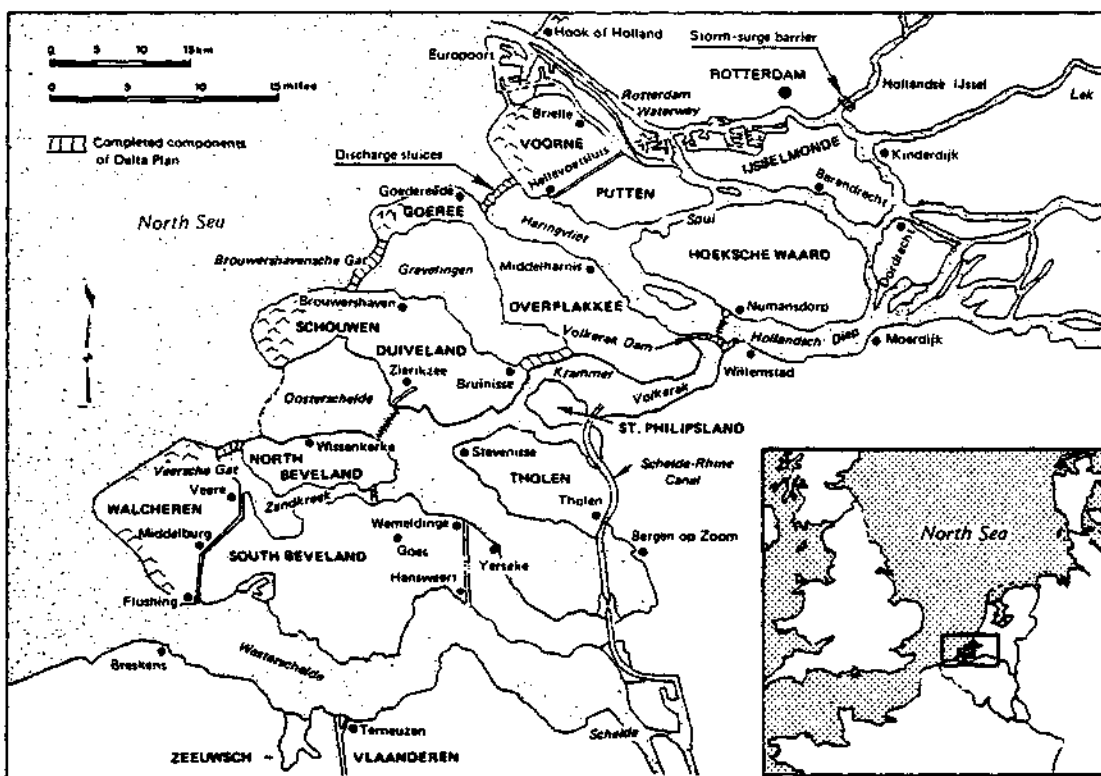 Hook of Holland
Storm-surge barrier
0 5 10 15km
Europoort
ROTTERDAM
Hollandse IJssel
0 5 10 15 miles
Rotterdam
Waterway
Lek
Brielle
Completed components
of Delta Plan
VOORNE
Discharge sluices
IJSSELMONDE
Kinderdijk
Hellevoetsluis
Barendrecht
Goedereede
PUTTEN
GOEREE
Spui
North Sea
Haringvliet
Dordrecht
HOEKSCHE WAARD
Brouwershavensche Gat
Grevelingen
Middelharnis
Brouwershaven
OVERFLAKKEE
Numansdorp
SCHOUWEN
Volkerak Dam
Hollandsch Diep
Moerdijk
DUIVELAND
Zierikzee
Bruinisse
Krammer
Willemstad
Volkerak
Oosterschelde
ST. PHILIPSLAND
Wissenkerke
Stavenisse
NORTH
BEVELAND
Schelde-Rhine
Canal
Veersche Gat
THOLEN
Veere
Zandkreek
Tholen
North Sea
WALCHEREN
Wemeldinge
Middelburg
Goes
Bergen op Zoom
SOUTH BEVELAND
Yerseke
Hansweert
Flushing
Westerschelde
Breskens
Terneuzen
Schelde
ZEEUWSCH
VLAANDEREN